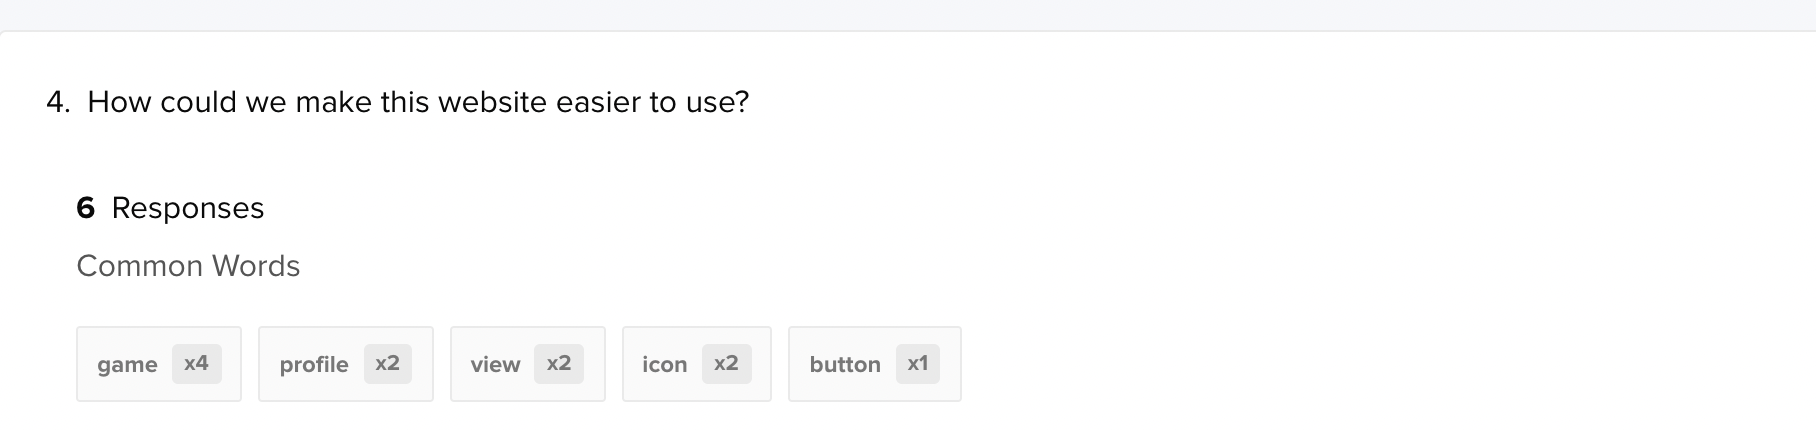 4. How could we make this website easier to use?
6 Responses
Common Words
game x4 profile x2 view x2 icon x2 button x1